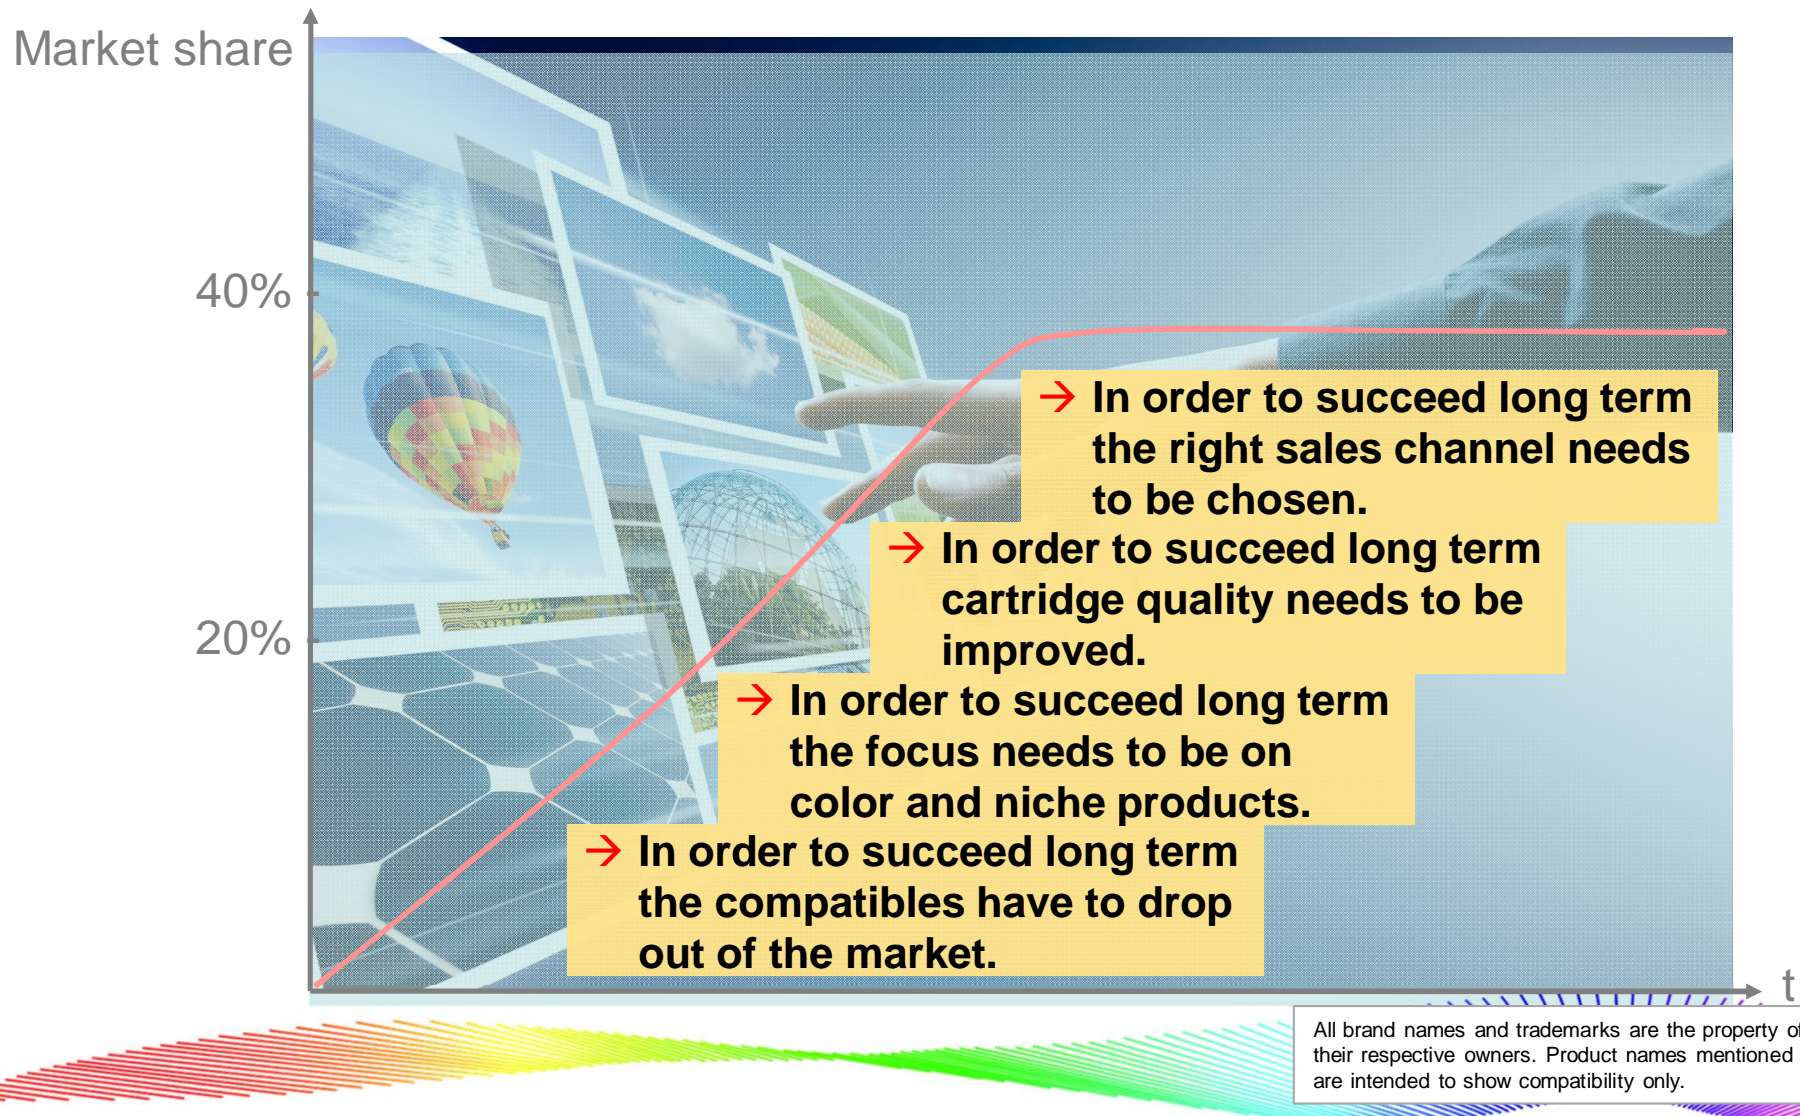 Market share
40%
20%
→ In order to succeed long term
the right sales channel needs
to be chosen.
→ In order to succeed long term
cartridge quality needs to be
improved.
→ In order to succeed long term
the focus needs to be on
color and niche products.
→ In order to succeed long term
the compatibles have to drop
out of the market.
t
All brand names and trademarks are the property of
their respective owners. Product names mentioned
are intended to show compatibility only.